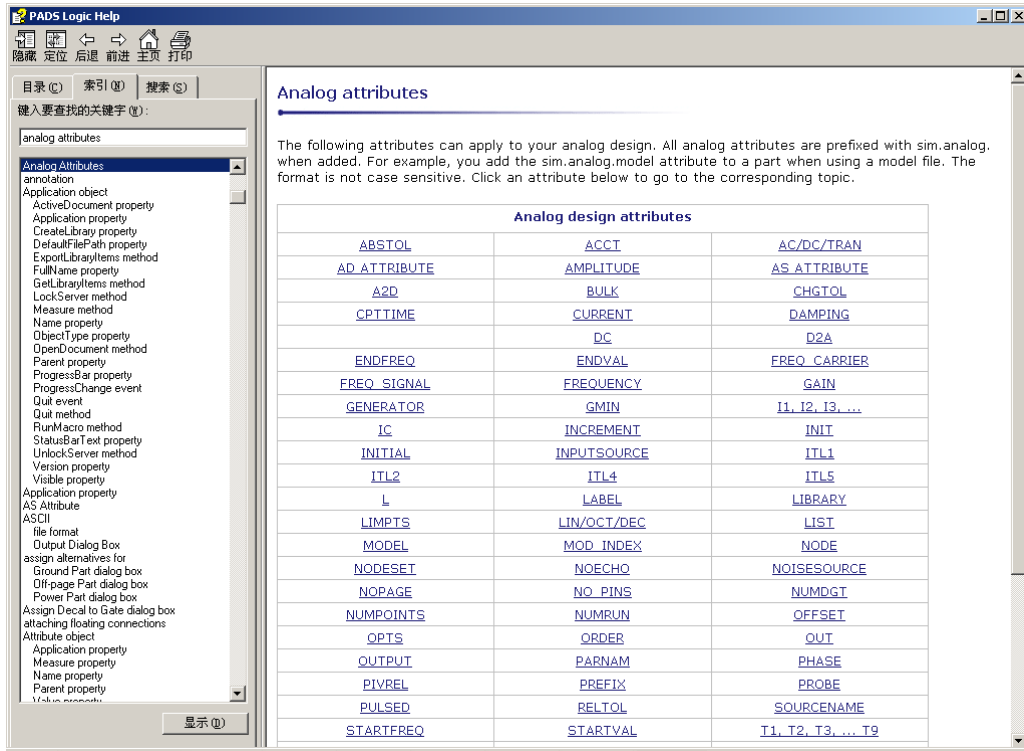 PADS Logic Help
隐藏 定位 后退 前进 主页 打印
目录(C) 索引(N) 搜索(S)
键入要查找的关键字(W):
analog attributes
Analog Attributes
annotation
Application object
ActiveDocument property
Application property
CreateLibrary property
DefaultFilePath property
ExportLibraryItems method
FullName property
GetLibraryItems method
LockServer method
Measure method
Name property
ObjectType property
OpenDocument method
Parent property
ProgressBar property
ProgressChange event
Quit event
Quit method
RunMacro method
StatusBarText property
UnlockServer method
Version property
Visible property
Application property
AS Attribute
ASCII
file format
Output Dialog Box
assign alternatives for
Ground Part dialog box
Off-page Part dialog box
Power Part dialog box
Assign Decal to Gate dialog box
attaching floating connections
Attribute object
Application property
Measure property
Name property
Parent property
Value property
显示(D)
Analog attributes
The following attributes can apply to your analog design. All analog attributes are prefixed with sim.analog.
when added. For example, you add the sim.analog.model attribute to a part when using a model file. The
format is not case sensitive. Click an attribute below to go to the corresponding topic.
Analog design attributes
ABSTOL ACCT AC/DC/TRAN
AD ATTRIBUTE AMPLITUDE AS ATTRIBUTE
A2D BULK CHGTOL
CPTTIME CURRENT DAMPING
DC D2A
ENDFREQ ENDVAL FREQ_CARRIER
FREQ_SIGNAL FREQUENCY GAIN
GENERATOR GMIN I1, I2, I3, ...
IC INCREMENT INIT
INITIAL INPUTSOURCE ITL1
ITL2 ITL4 ITL5
L LABEL LIBRARY
LIMPTS LIN/OCT/DEC LIST
MODEL MOD_INDEX NODE
NODESET NOECHO NOISESOURCE
NOPAGE NO_PINS NUMDGT
NUMPOINTS NUMRUN OFFSET
OPTS ORDER OUT
OUTPUT PARNAM PHASE
PIVREL PREFIX PROBE
PULSED RELTOL SOURCENAME
STARTFREQ STARTVAL T1, T2, T3, ... T9